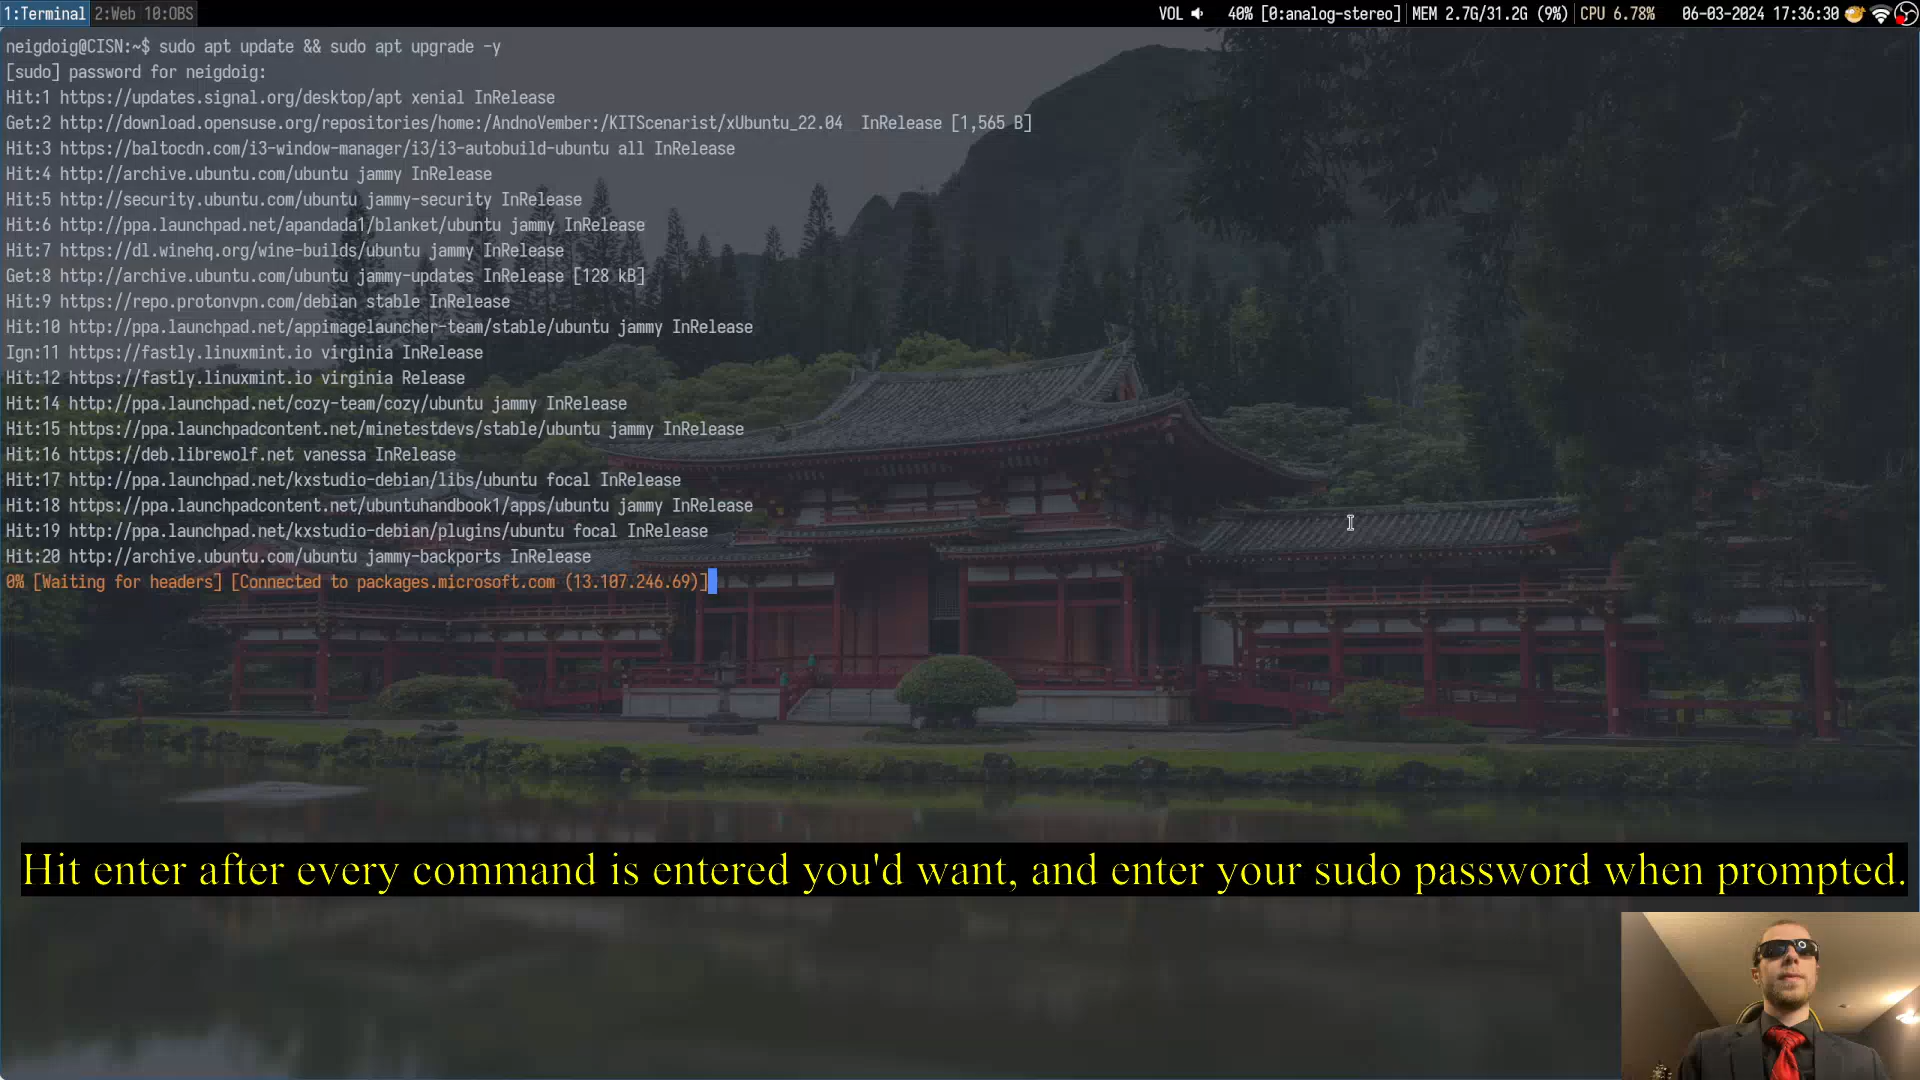 1:Terminal 2:Web 10:OBS VOL 40% [0:analog-stereo] MEM 2.7G/31.2G (9%) CPU 6.78% 06-03-2024 17:36:30
neigdoig@CISN:~$ sudo apt update && sudo apt upgrade -y
[sudo] password for neigdoig:
Hit:1 https://updates.signal.org/desktop/apt xenial InRelease
Get:2 http://download.opensuse.org/repositories/home:/AndnoVember:/KITScenarist/xUbuntu_22.04  InRelease [1,565 B]
Hit:3 https://baltocdn.com/i3-window-manager/i3/i3-autobuild-ubuntu all InRelease
Hit:4 http://archive.ubuntu.com/ubuntu jammy InRelease
Hit:5 http://security.ubuntu.com/ubuntu jammy-security InRelease
Hit:6 http://ppa.launchpad.net/apandada1/blanket/ubuntu jammy InRelease
Hit:7 https://dl.winehq.org/wine-builds/ubuntu jammy InRelease
Get:8 http://archive.ubuntu.com/ubuntu jammy-updates InRelease [128 kB]
Hit:9 https://repo.protonvpn.com/debian stable InRelease
Hit:10 http://ppa.launchpad.net/appimagelauncher-team/stable/ubuntu jammy InRelease
Ign:11 https://fastly.linuxmint.io virginia InRelease
Hit:12 https://fastly.linuxmint.io virginia Release
Hit:14 http://ppa.launchpad.net/cozy-team/cozy/ubuntu jammy InRelease
Hit:15 https://ppa.launchpadcontent.net/minetestdevs/stable/ubuntu jammy InRelease
Hit:16 https://deb.librewolf.net vanessa InRelease
Hit:17 http://ppa.launchpad.net/kxstudio-debian/libs/ubuntu focal InRelease
Hit:18 https://ppa.launchpadcontent.net/ubuntuhandbook1/apps/ubuntu jammy InRelease
Hit:19 http://ppa.launchpad.net/kxstudio-debian/plugins/ubuntu focal InRelease
Hit:20 http://archive.ubuntu.com/ubuntu jammy-backports InRelease
0% [Waiting for headers] [Connected to packages.microsoft.com (13.107.246.69)]
Hit enter after every command is entered you'd want, and enter your sudo password when prompted.